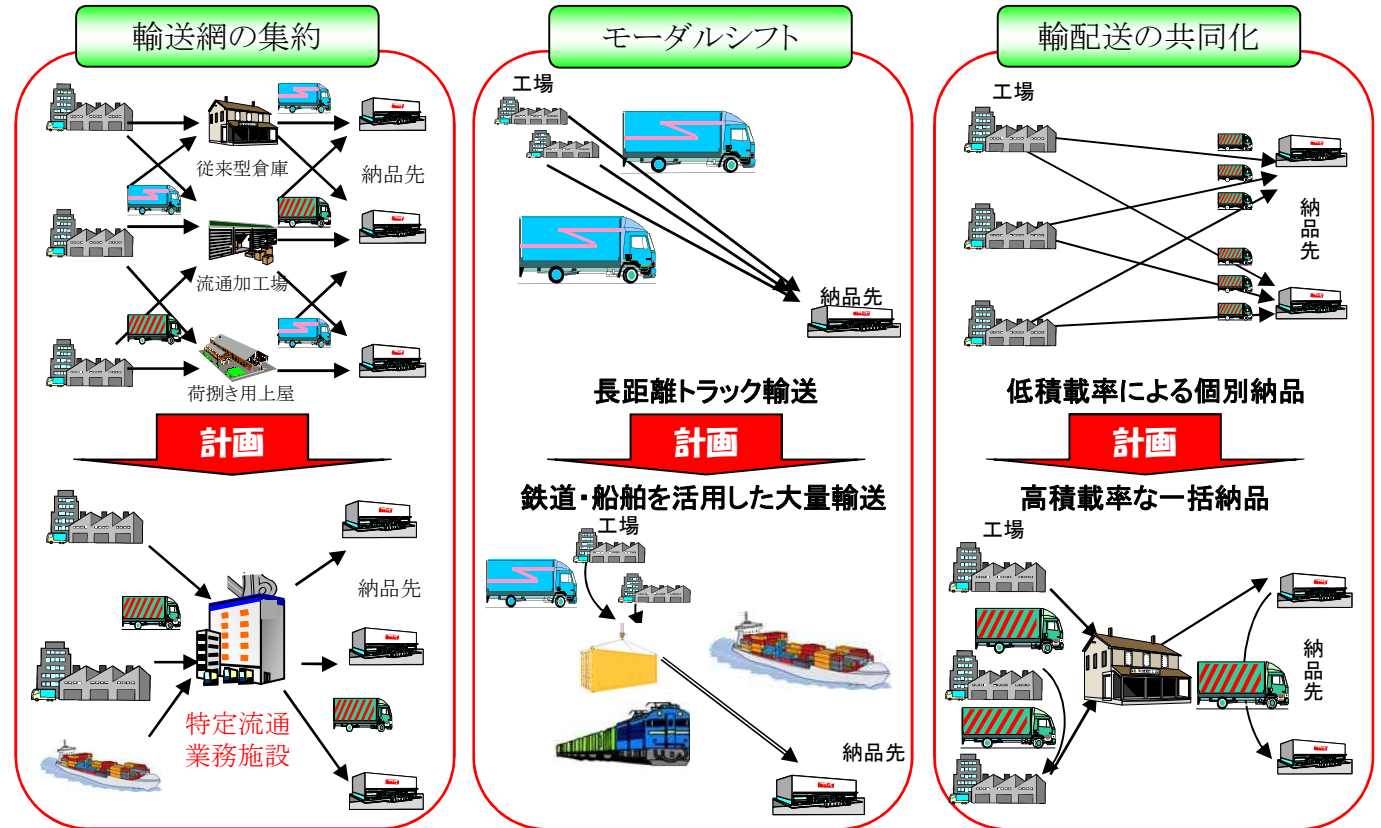 輸送網の集約
従来型倉庫
納品先
流通加工場
荷捌き用上屋
計画
納品先
特定流通
業務施設
モーダルシフト
工場
納品先
長距離トラック輸送
計画
鉄道・船舶を活用した大量輸送
工場
納品先
輸配送の共同化
工場
納品先
低積載率による個別納品
計画
高積載率な一括納品
工場
納品先